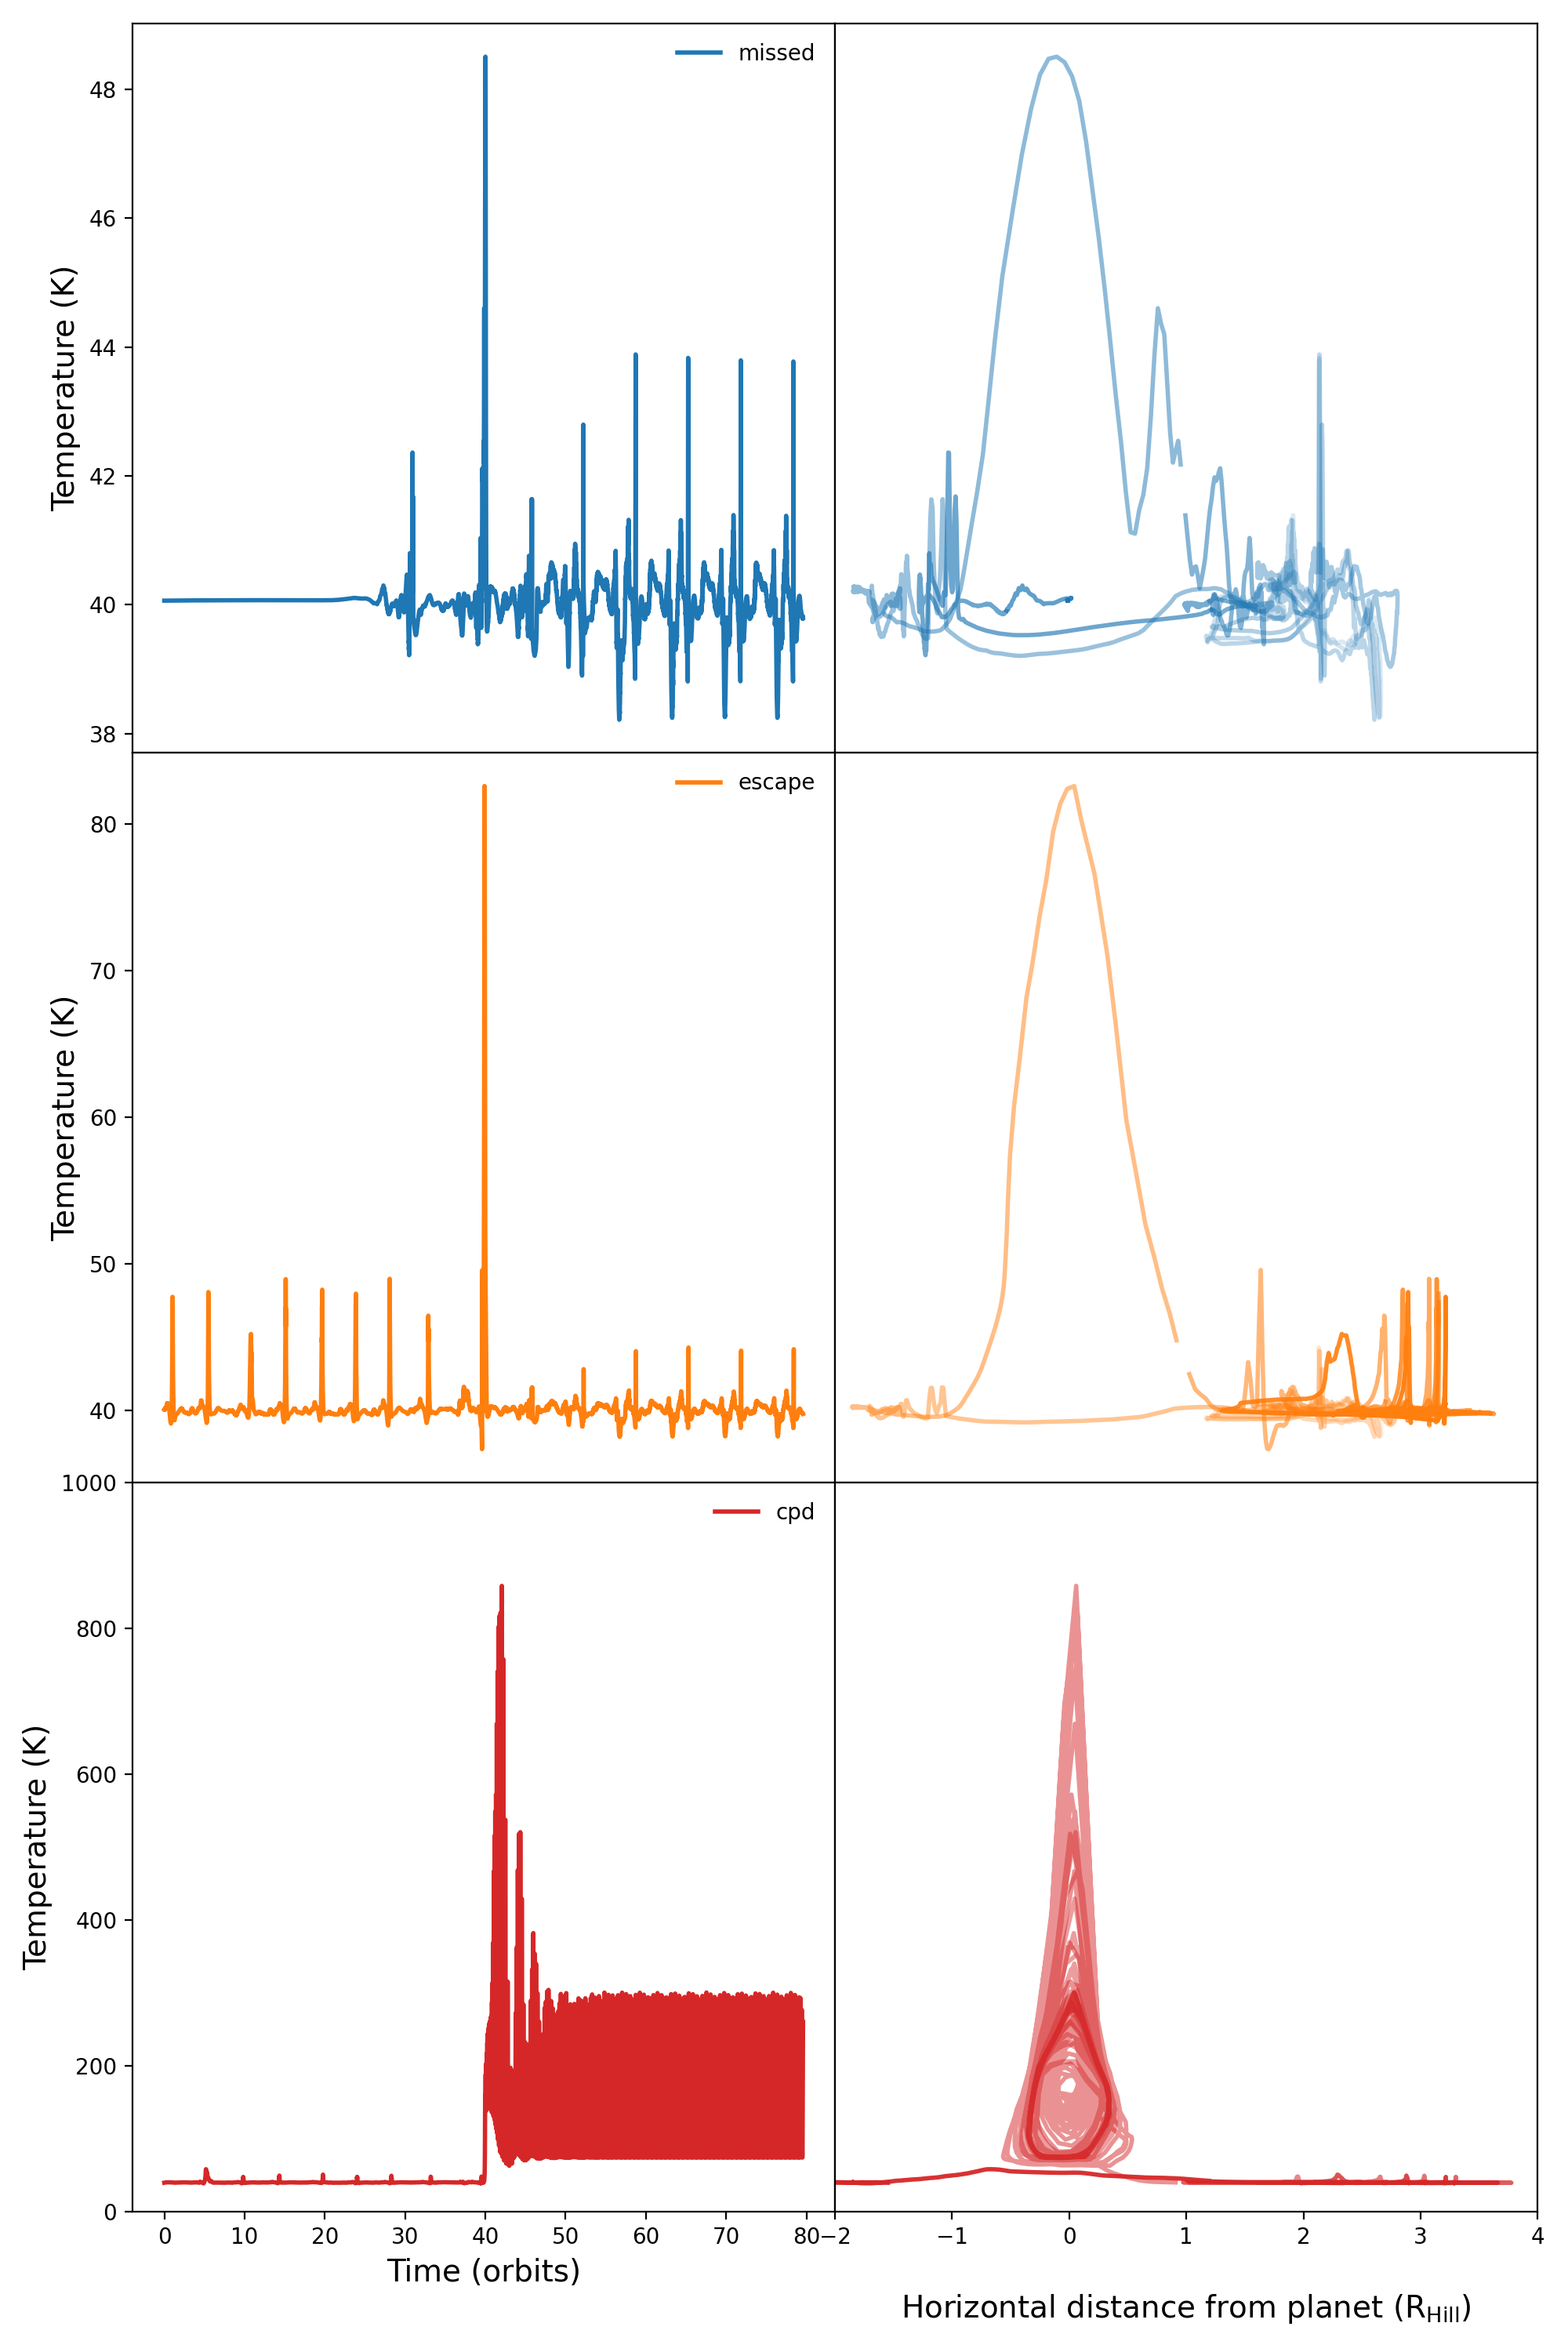 missed
48
46
44
42
40
38
Temperature (K)
escape
80
70
60
50
40
Temperature (K)
cpd
1000
800
600
400
200
0
Temperature (K)
0 10 20 30 40 50 60 70 80
−2 −1 0 1 2 3 4
Time (orbits)
Horizontal distance from planet (R_Hill)